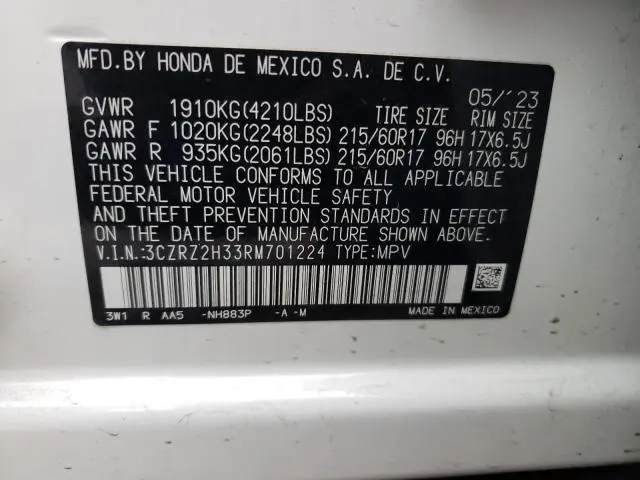 MFD.BY HONDA DE MEXICO S.A. DE C.V.
05/'23
GVWR 1910KG(4210LBS) TIRE SIZE RIM SIZE
GAWR F 1020KG(2248LBS) 215/60R17 96H 17X6.5J
GAWR R 935KG(2061LBS) 215/60R17 96H 17X6.5J
THIS VEHICLE CONFORMS TO ALL APPLICABLE
FEDERAL MOTOR VEHICLE SAFETY
AND THEFT PREVENTION STANDARDS IN EFFECT
ON THE DATE OF MANUFACTURE SHOWN ABOVE.
V.I.N.:3CZRZ2H33RM701224 TYPE:MPV
3W1 R AA5 -NH883P -A -M MADE IN MEXICO